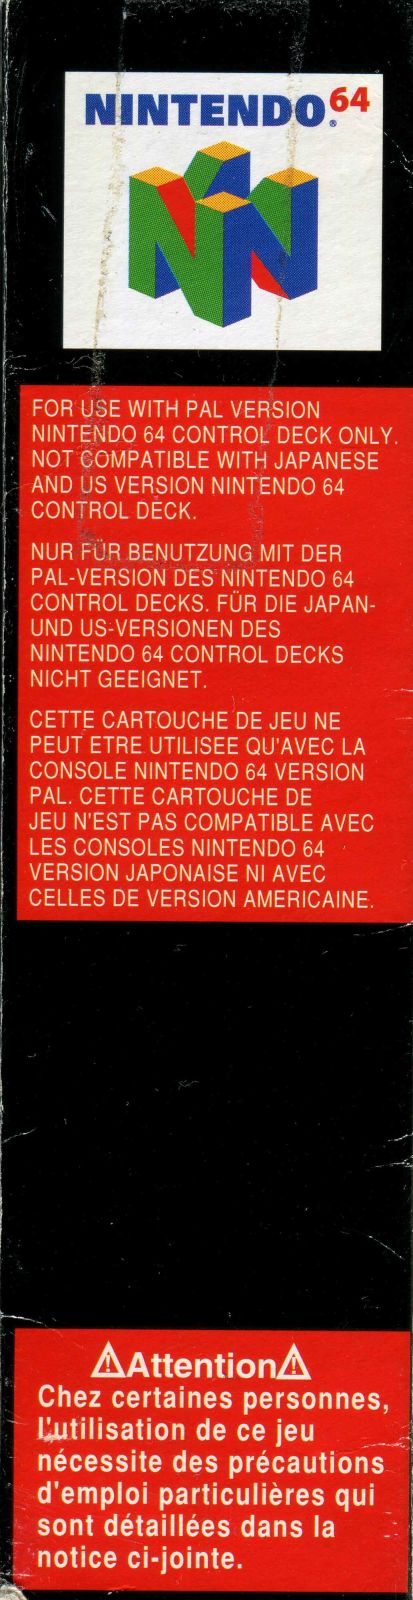 NINTENDO®64
FOR USE WITH PAL VERSION
NINTENDO 64 CONTROL DECK ONLY.
NOT COMPATIBLE WITH JAPANESE
AND US VERSION NINTENDO 64
CONTROL DECK.
NUR FÜR BENUTZUNG MIT DER
PAL-VERSION DES NINTENDO 64
CONTROL DECKS. FÜR DIE JAPAN-
UND US-VERSIONEN DES
NINTENDO 64 CONTROL DECKS
NICHT GEEIGNET.
CETTE CARTOUCHE DE JEU NE
PEUT ETRE UTILISEE QU'AVEC LA
CONSOLE NINTENDO 64 VERSION
PAL. CETTE CARTOUCHE DE
JEU N'EST PAS COMPATIBLE AVEC
LES CONSOLES NINTENDO 64
VERSION JAPONAISE NI AVEC
CELLES DE VERSION AMERICAINE.
⚠Attention⚠
Chez certaines personnes,
l'utilisation de ce jeu
nécessite des précautions
d'emploi particulières qui
sont détaillées dans la
notice ci-jointe.